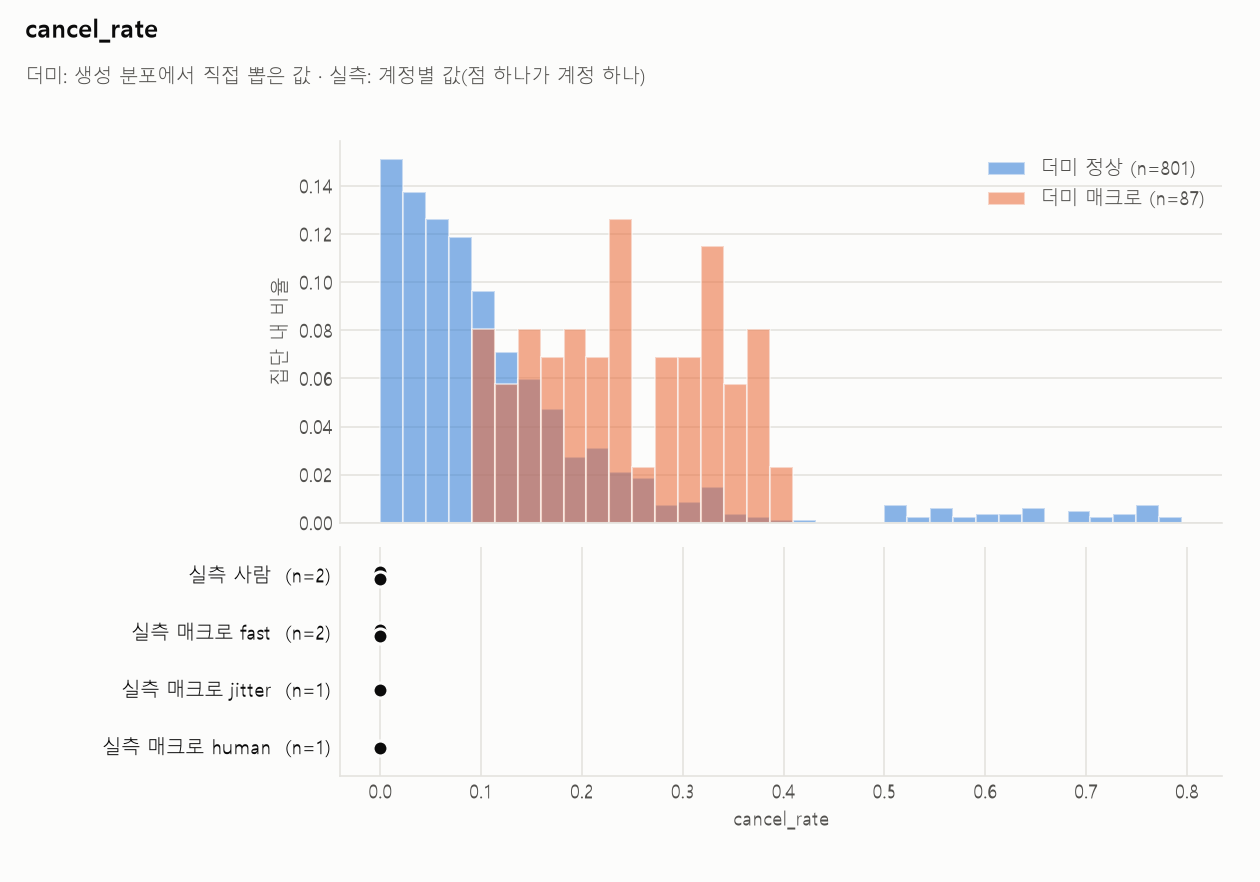 cancel_rate
더미: 생성 분포에서 직접 뽑은 값 · 실측: 계정별 값(점 하나가 계정 하나)
더미 정상 (n=801)
더미 매크로 (n=87)
집단 내 비율
0.14
0.12
0.10
0.08
0.06
0.04
0.02
0.00
실측 사람 (n=2)
실측 매크로 fast (n=2)
실측 매크로 jitter (n=1)
실측 매크로 human (n=1)
0.0 0.1 0.2 0.3 0.4 0.5 0.6 0.7 0.8
cancel_rate